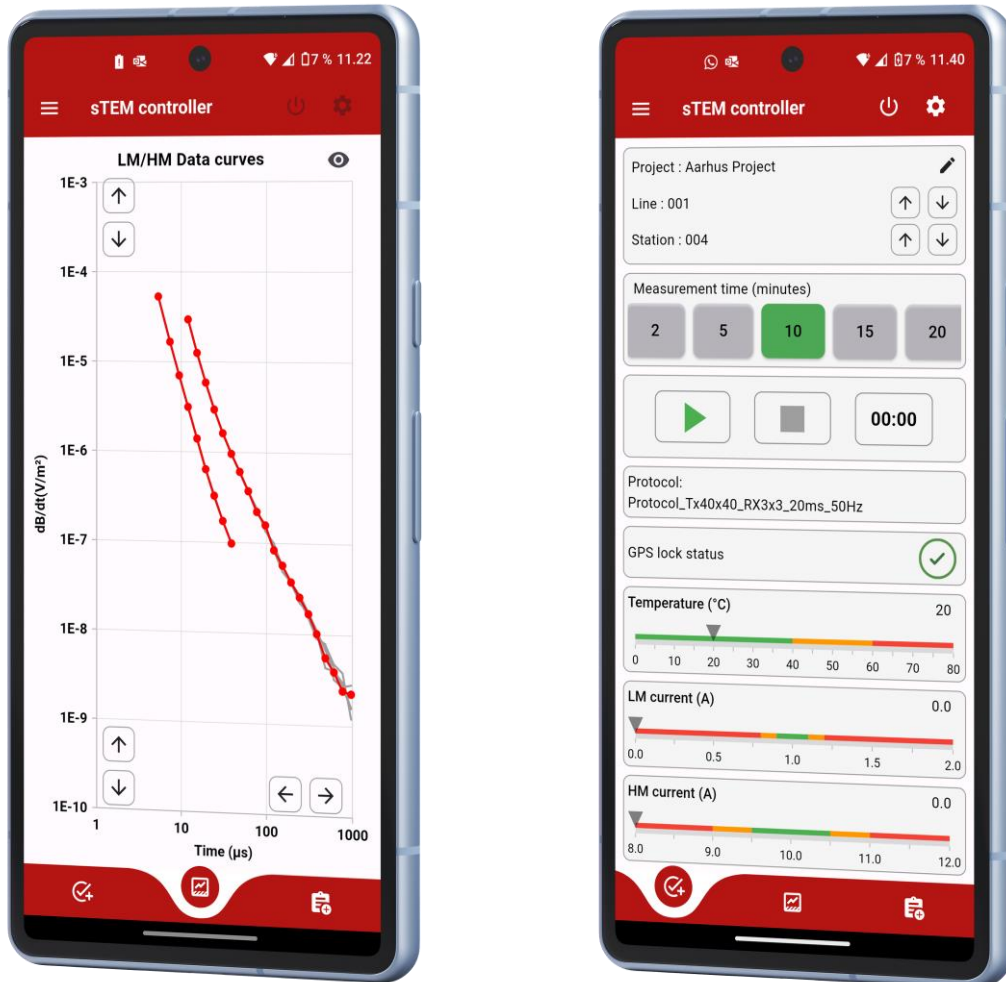 7 % 11.22
sTEM controller
LM/HM Data curves
1E-3
1E-4
1E-5
1E-6
1E-7
1E-8
1E-9
1E-10
dB/dt(V/m²)
1 10 100 1000
Time (µs)
7 % 11.40
sTEM controller
Project : Aarhus Project
Line : 001
Station : 004
Measurement time (minutes)
2 5 10 15 20
00:00
Protocol:
Protocol_Tx40x40_RX3x3_20ms_50Hz
GPS lock status
Temperature (°C) 20
0 10 20 30 40 50 60 70 80
LM current (A) 0.0
0.0 0.5 1.0 1.5 2.0
HM current (A) 0.0
8.0 9.0 10.0 11.0 12.0